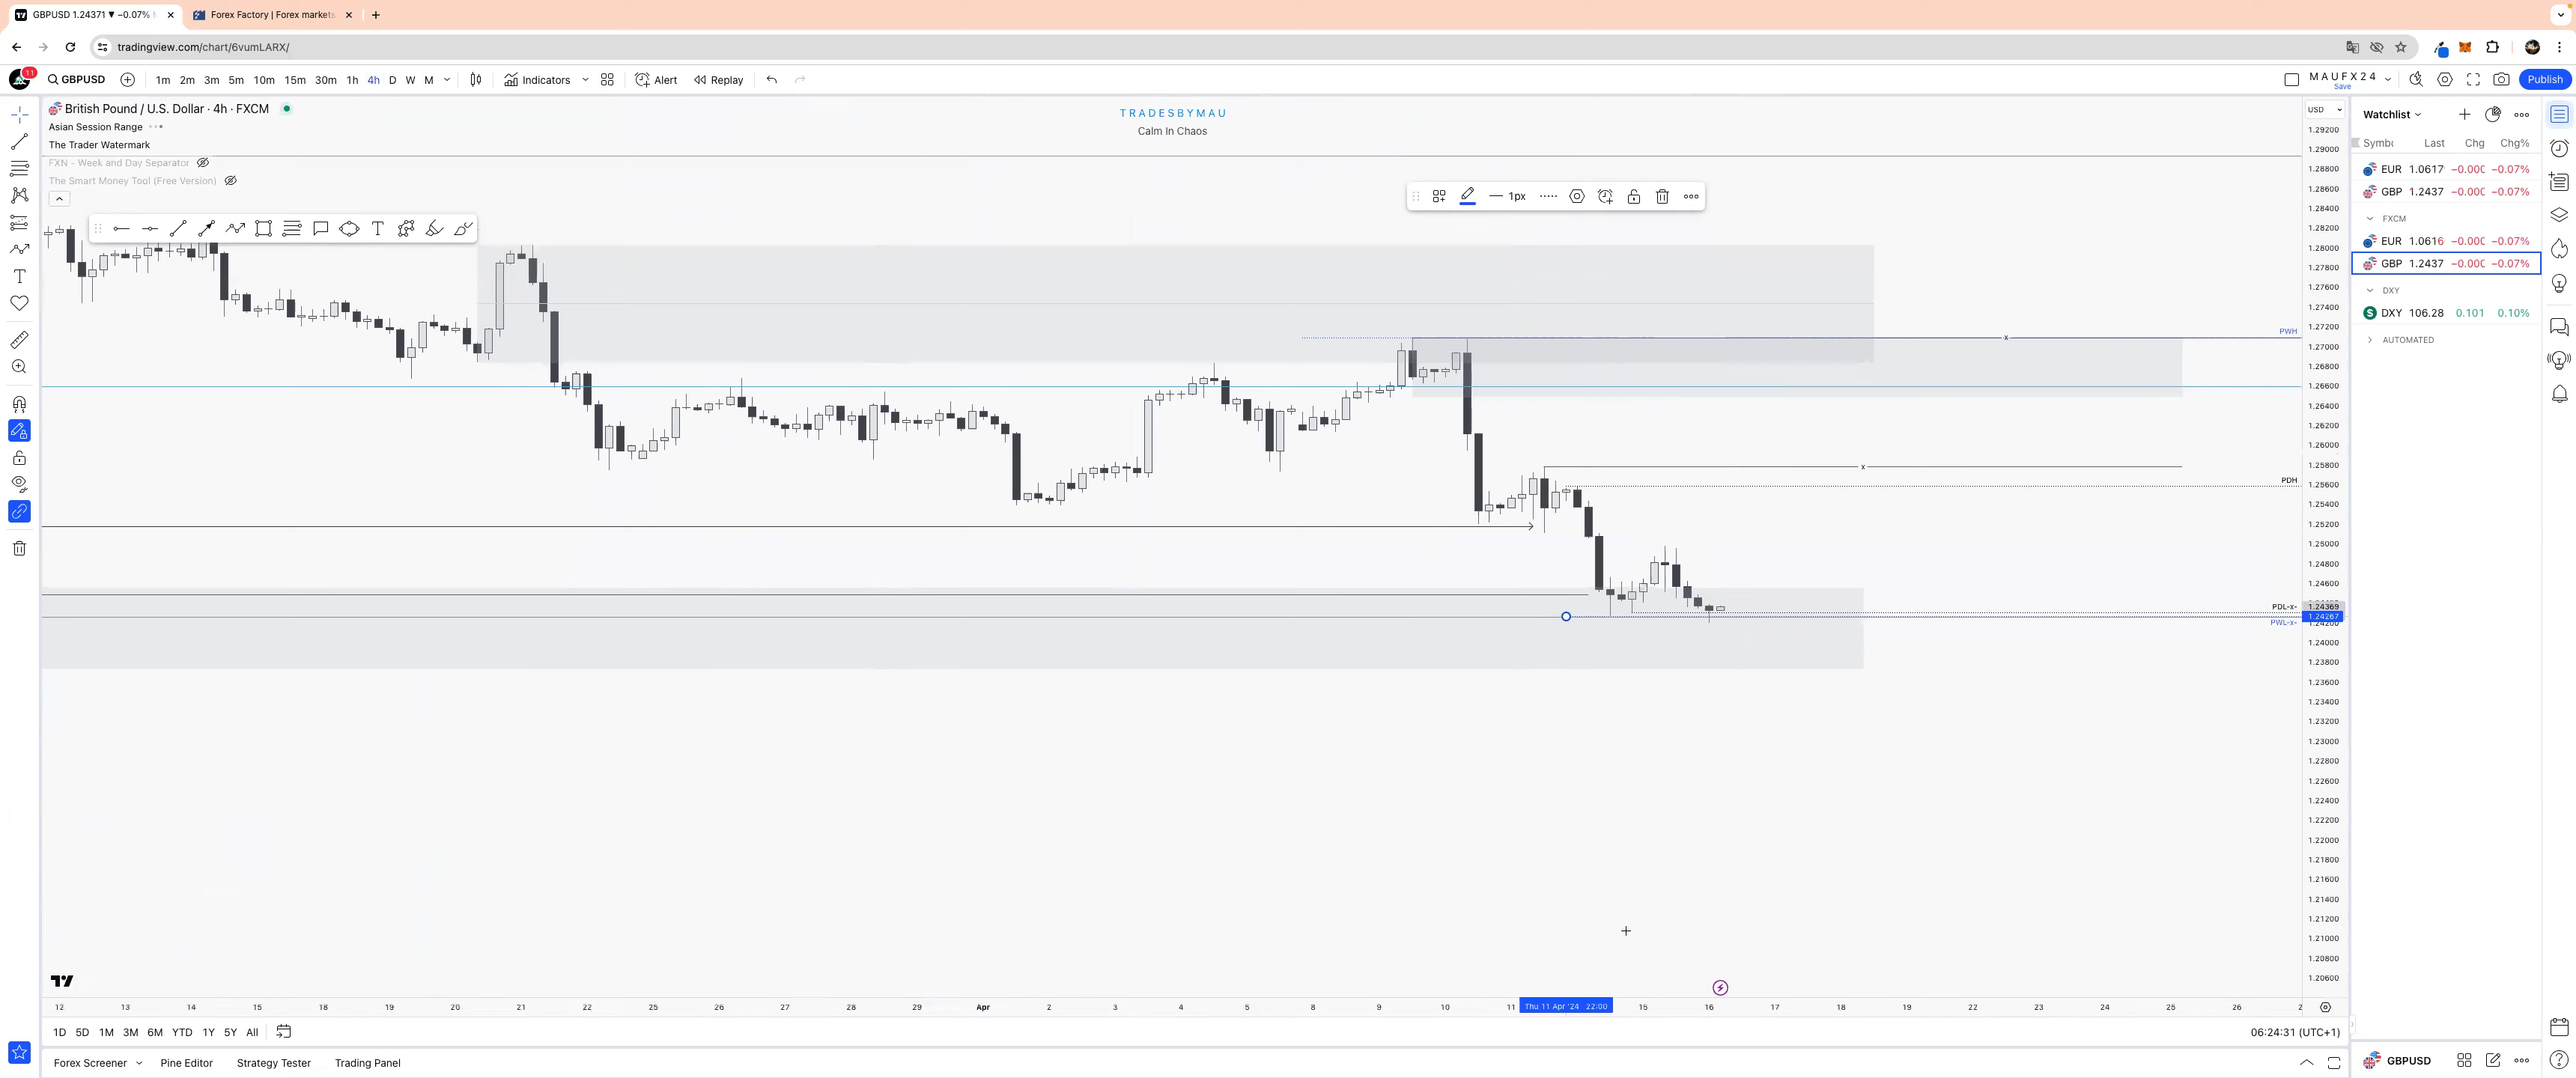 GBPUSD 1.24371 ▼ −0.07%
Forex Factory | Forex markets
tradingview.com/chart/6vumLARX/
11
GBPUSD
1m 2m 3m 5m 10m 15m 30m 1h 4h D W M
Indicators
Alert
Replay
MAUFX24
Save
Publish
British Pound / U.S. Dollar · 4h · FXCM
Asian Session Range
The Trader Watermark
FXN - Week and Day Separator
The Smart Money Tool (Free Version)
TRADESBYMAU
Calm In Chaos
1px
USD
1.29200
1.29000
1.28800
1.28600
1.28400
1.28200
1.28000
1.27800
1.27600
1.27400
1.27200
1.27000
1.26800
1.26600
1.26400
1.26200
1.26000
1.25800
1.25600
1.25400
1.25200
1.25000
1.24800
1.24600
1.24369
1.24267
1.24200
1.24000
1.23800
1.23600
1.23400
1.23200
1.23000
1.22800
1.22600
1.22400
1.22200
1.22000
1.21800
1.21600
1.21400
1.21200
1.21000
1.20800
1.20600
PWH
x
x
PDH
PDL-x-
PWL-x-
Watchlist
Last Chg Chg%
EUR 1.0617 −0.07%
GBP 1.2437 −0.07%
FXCM
EUR 1.0616 −0.07%
GBP 1.2437 −0.07%
DXY
DXY 106.28 0.101 0.10%
AUTOMATED
12 13 14 15 18 19 20 21 22 25 26 27 28 29 Apr 2 3 4 5 8 9 10 11 Thu 11 Apr '24 22:00 15 16 17 18 19 22 23 24 25 26
1D 5D 1M 3M 6M YTD 1Y 5Y All
06:24:31 (UTC+1)
Forex Screener
Pine Editor
Strategy Tester
Trading Panel
GBPUSD